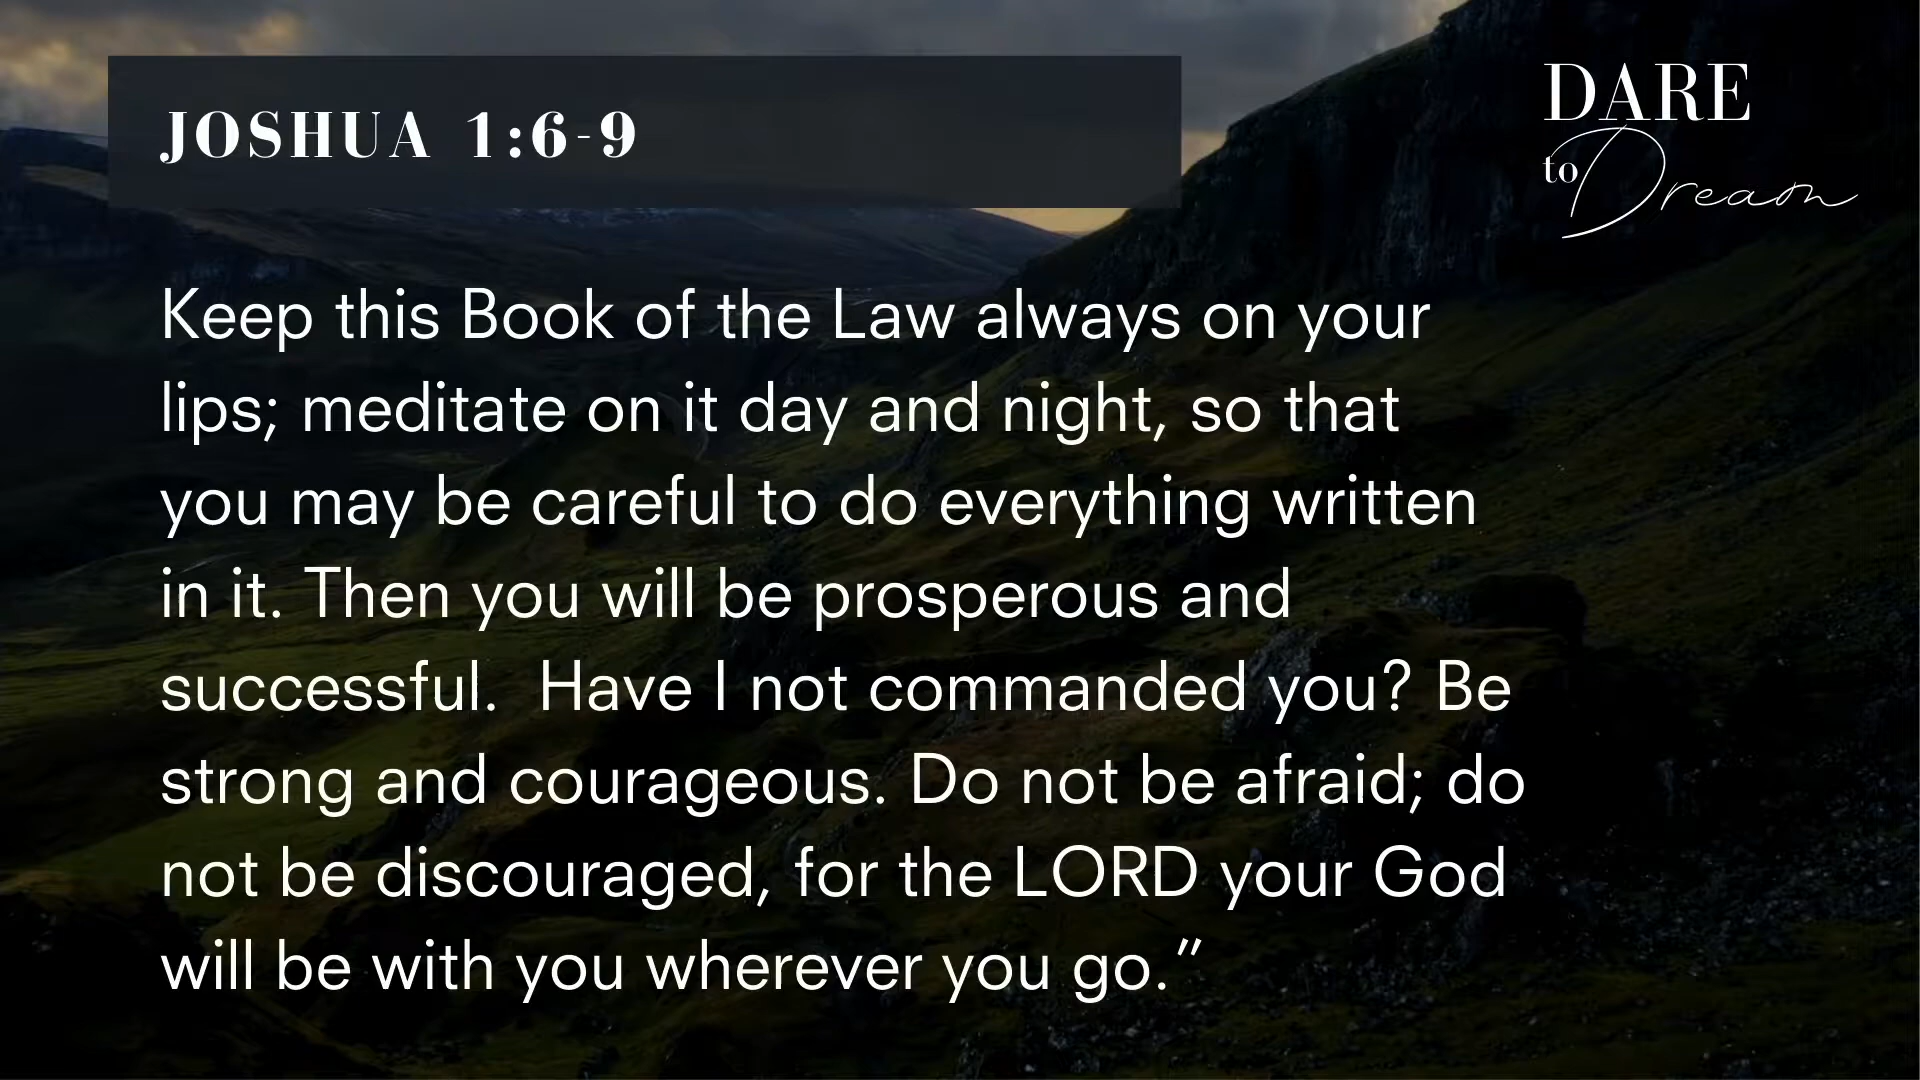 JOSHUA 1:6-9
DARE
to Dream
Keep this Book of the Law always on your
lips; meditate on it day and night, so that
you may be careful to do everything written
in it. Then you will be prosperous and
successful.  Have I not commanded you? Be
strong and courageous. Do not be afraid; do
not be discouraged, for the LORD your God
will be with you wherever you go.”